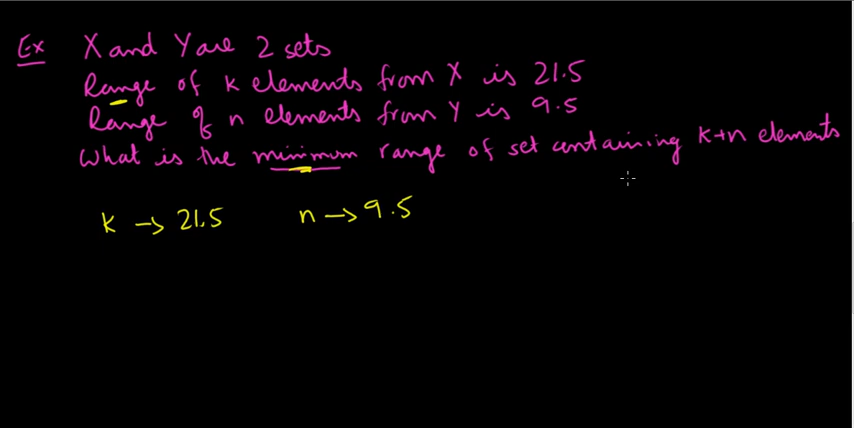 Ex X and Y are 2 sets
Range of k elements from X is 21.5
Range of n elements from Y is 9.5
What is the minimum range of set containing k+n elements
k → 21.5 n → 9.5